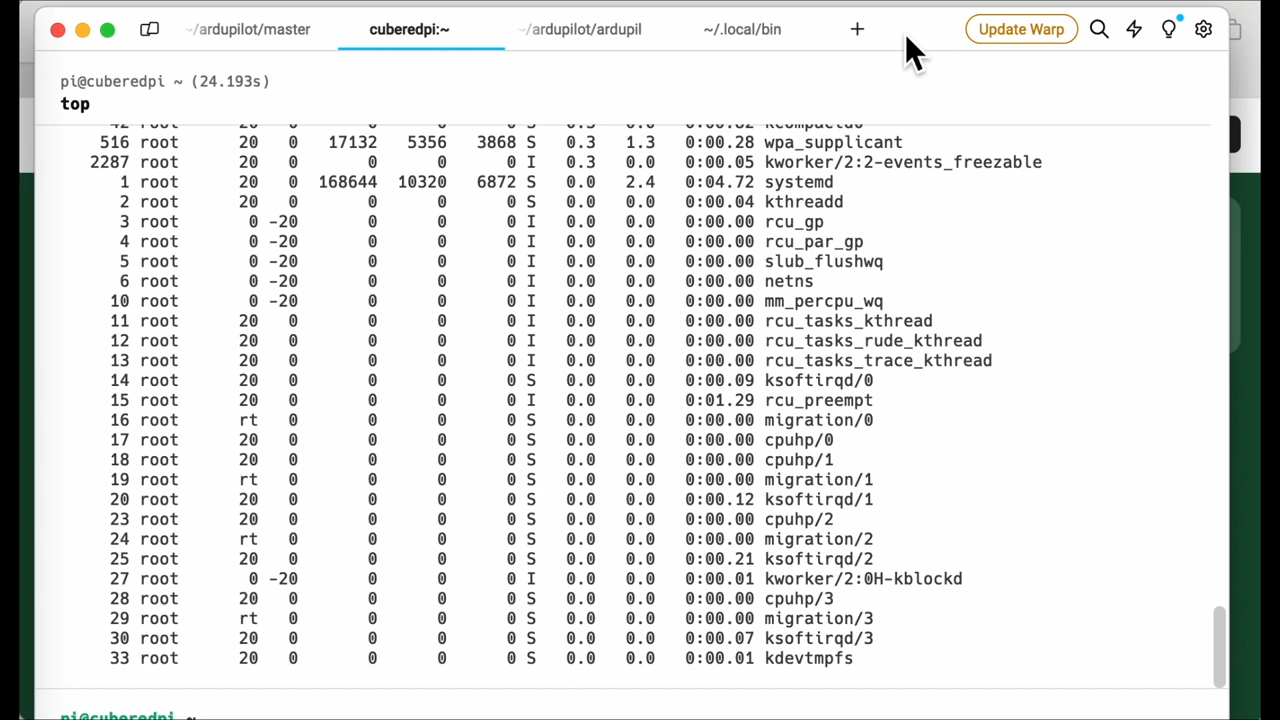 ~/ardupilot/master cuberedpi:~ ~/ardupilot/ardupil ~/.local/bin + Update Warp
pi@cuberedpi ~ (24.193s)
top
42 root 20 0 0 0 0 S 0.3 0.0 0:00.82 kcompactd0
516 root 20 0 17132 5356 3868 S 0.3 1.3 0:00.28 wpa_supplicant
2287 root 20 0 0 0 0 I 0.3 0.0 0:00.05 kworker/2:2-events_freezable
1 root 20 0 168644 10320 6872 S 0.0 2.4 0:04.72 systemd
2 root 20 0 0 0 0 S 0.0 0.0 0:00.04 kthreadd
3 root 0 -20 0 0 0 I 0.0 0.0 0:00.00 rcu_gp
4 root 0 -20 0 0 0 I 0.0 0.0 0:00.00 rcu_par_gp
5 root 0 -20 0 0 0 I 0.0 0.0 0:00.00 slub_flushwq
6 root 0 -20 0 0 0 I 0.0 0.0 0:00.00 netns
10 root 0 -20 0 0 0 I 0.0 0.0 0:00.00 mm_percpu_wq
11 root 20 0 0 0 0 I 0.0 0.0 0:00.00 rcu_tasks_kthread
12 root 20 0 0 0 0 I 0.0 0.0 0:00.00 rcu_tasks_rude_kthread
13 root 20 0 0 0 0 I 0.0 0.0 0:00.00 rcu_tasks_trace_kthread
14 root 20 0 0 0 0 S 0.0 0.0 0:00.09 ksoftirqd/0
15 root 20 0 0 0 0 I 0.0 0.0 0:01.29 rcu_preempt
16 root rt 0 0 0 0 S 0.0 0.0 0:00.00 migration/0
17 root 20 0 0 0 0 S 0.0 0.0 0:00.00 cpuhp/0
18 root 20 0 0 0 0 S 0.0 0.0 0:00.00 cpuhp/1
19 root rt 0 0 0 0 S 0.0 0.0 0:00.00 migration/1
20 root 20 0 0 0 0 S 0.0 0.0 0:00.12 ksoftirqd/1
23 root 20 0 0 0 0 S 0.0 0.0 0:00.00 cpuhp/2
24 root rt 0 0 0 0 S 0.0 0.0 0:00.00 migration/2
25 root 20 0 0 0 0 S 0.0 0.0 0:00.21 ksoftirqd/2
27 root 0 -20 0 0 0 I 0.0 0.0 0:00.01 kworker/2:0H-kblockd
28 root 20 0 0 0 0 S 0.0 0.0 0:00.00 cpuhp/3
29 root rt 0 0 0 0 S 0.0 0.0 0:00.00 migration/3
30 root 20 0 0 0 0 S 0.0 0.0 0:00.07 ksoftirqd/3
33 root 20 0 0 0 0 S 0.0 0.0 0:00.01 kdevtmpfs
pi@cuberedpi ~